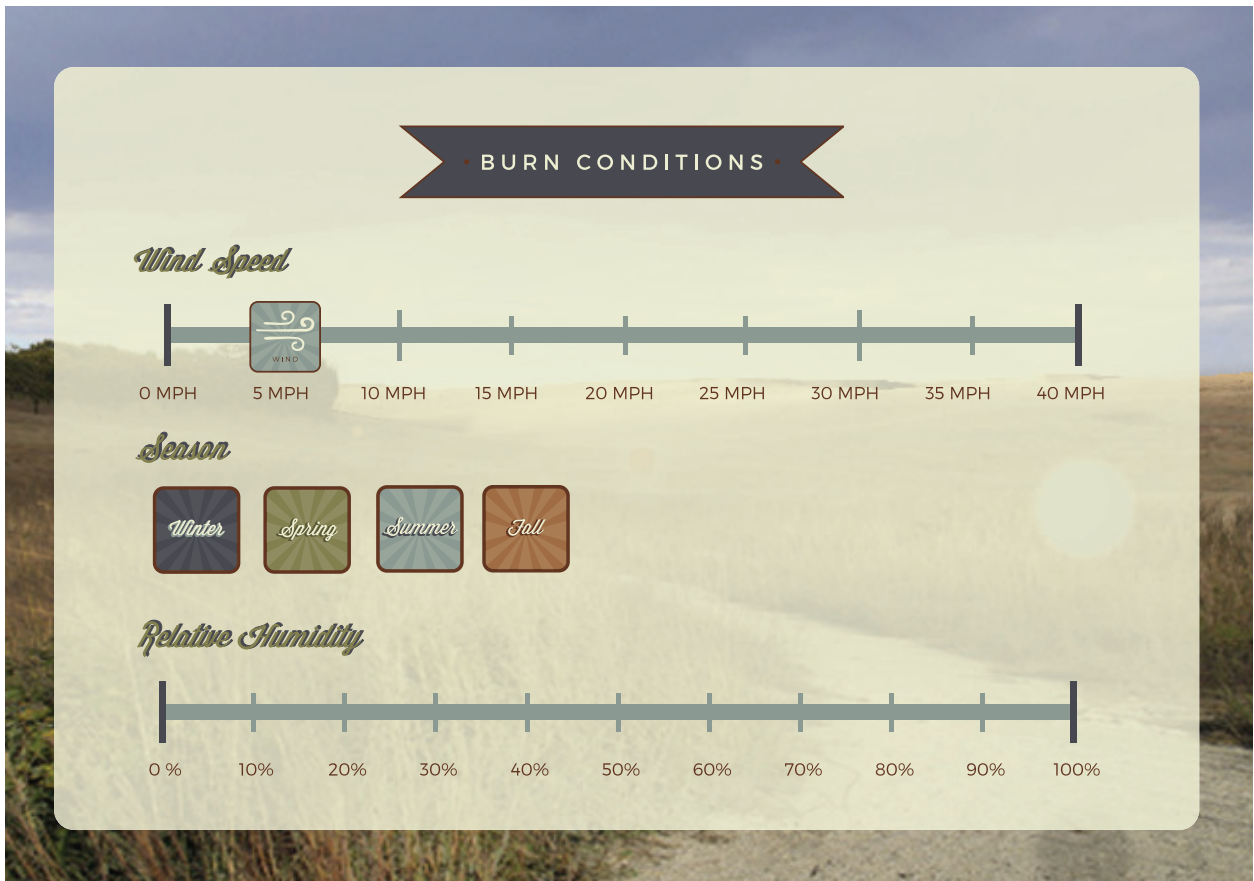 BURN CONDITIONS
Wind Speed
WIND
0 MPH 5 MPH 10 MPH 15 MPH 20 MPH 25 MPH 30 MPH 35 MPH 40 MPH
Season
Winter Spring Summer Fall
Relative Humidity
0 % 10% 20% 30% 40% 50% 60% 70% 80% 90% 100%